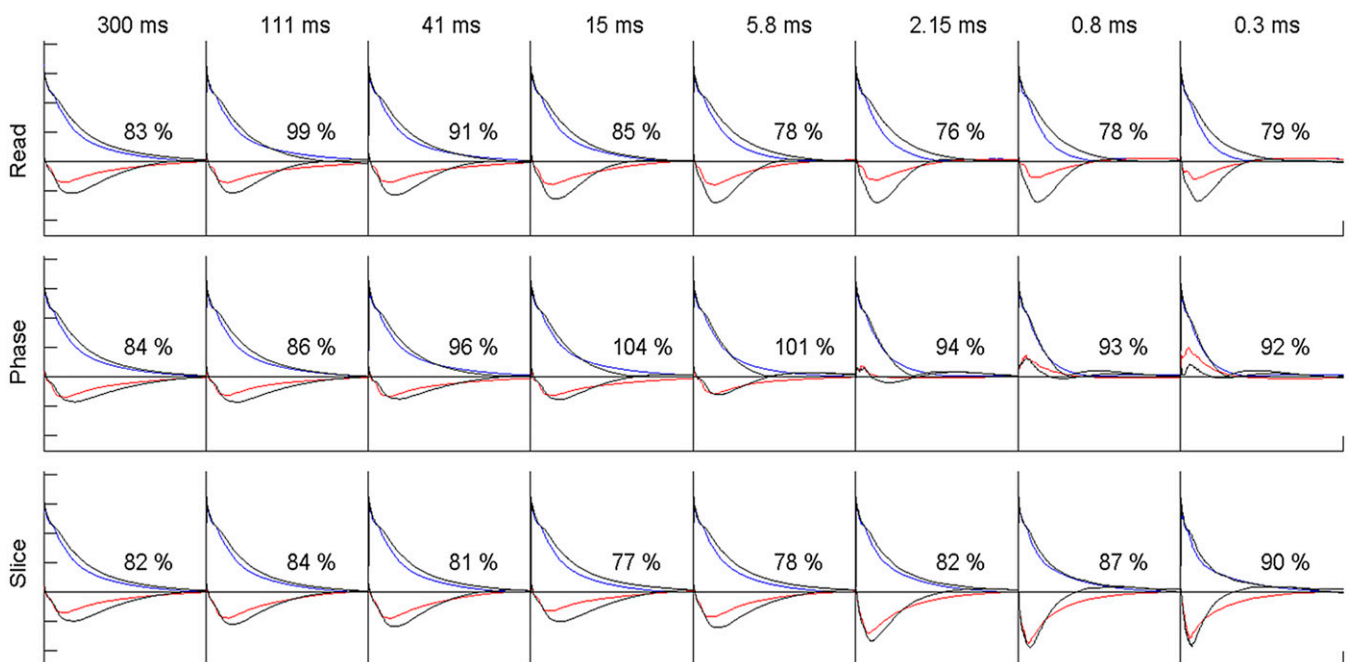 300 ms 111 ms 41 ms 15 ms 5.8 ms 2.15 ms 0.8 ms 0.3 ms
Read 83 % 99 % 91 % 85 % 78 % 76 % 78 % 79 %
Phase 84 % 86 % 96 % 104 % 101 % 94 % 93 % 92 %
Slice 82 % 84 % 81 % 77 % 78 % 82 % 87 % 90 %